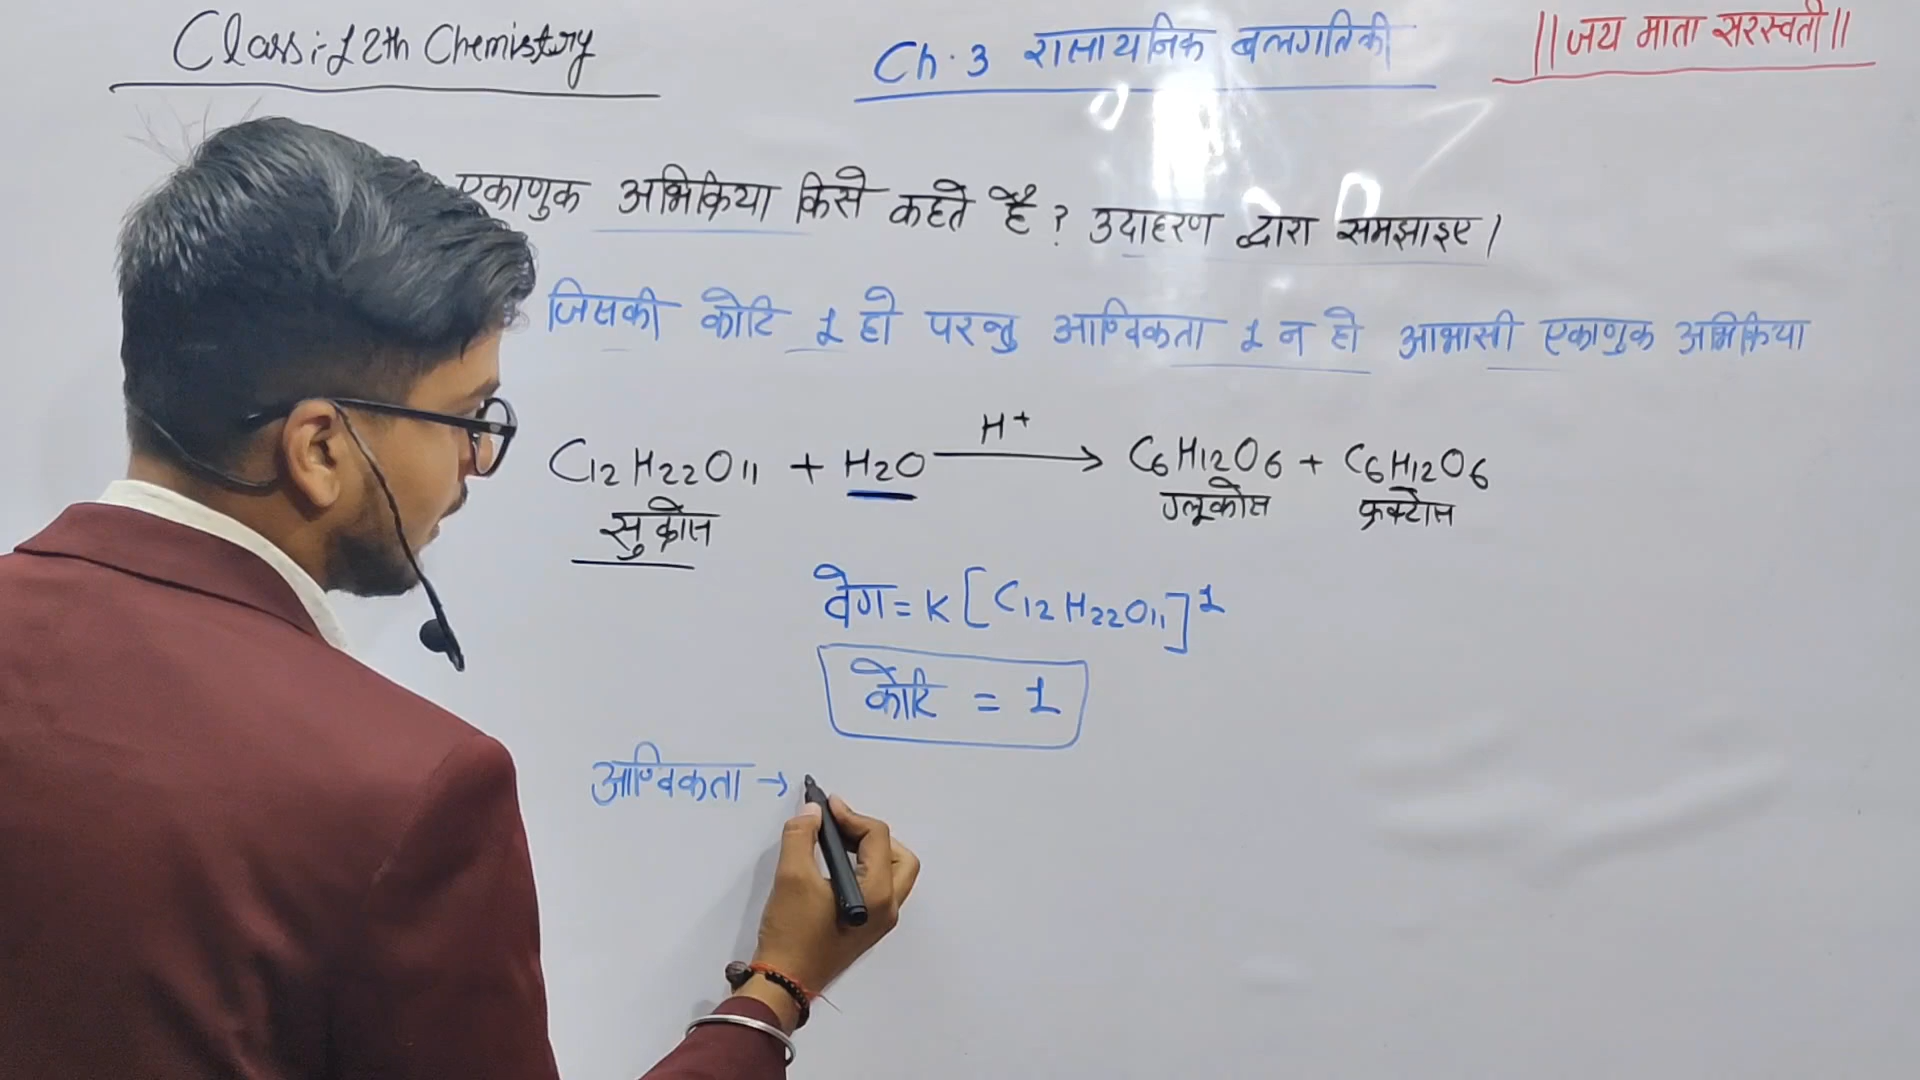 Class:-12th Chemistry
Ch.3 रासायनिक बलगतिकी
||जय माता सरस्वती||
एकाणुक अभिक्रिया किसे कहते है? उदाहरण द्वारा समझाइए।
जिसकी कोटि 1 हो परन्तु आण्विकता 1 न हो आभासी एकाणुक अभिक्रिया
C12H22O11 + H2O H+ → C6H12O6 + C6H12O6
सुक्रोस ग्लूकोस फ्रक्टोस
वेग = K [C12H22O11]1
कोटि = 1
आण्विकता →